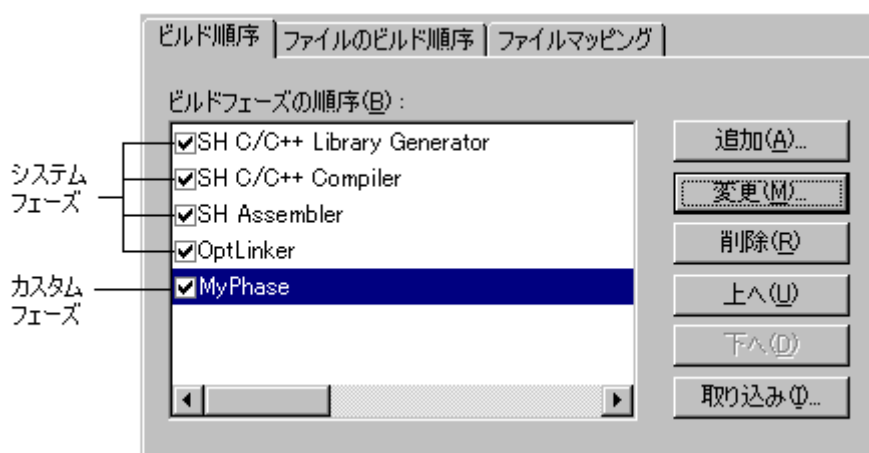 ビルド順序 ファイルのビルド順序 ファイルマッピング
ビルドフェーズの順序(B) :
システム
フェーズ
カスタム
フェーズ
SH C/C++ Library Generator
SH C/C++ Compiler
SH Assembler
OptLinker
MyPhase
追加(A)...
変更(M)...
削除(R)
上へ(U)
下へ(D)
取り込み(I)...